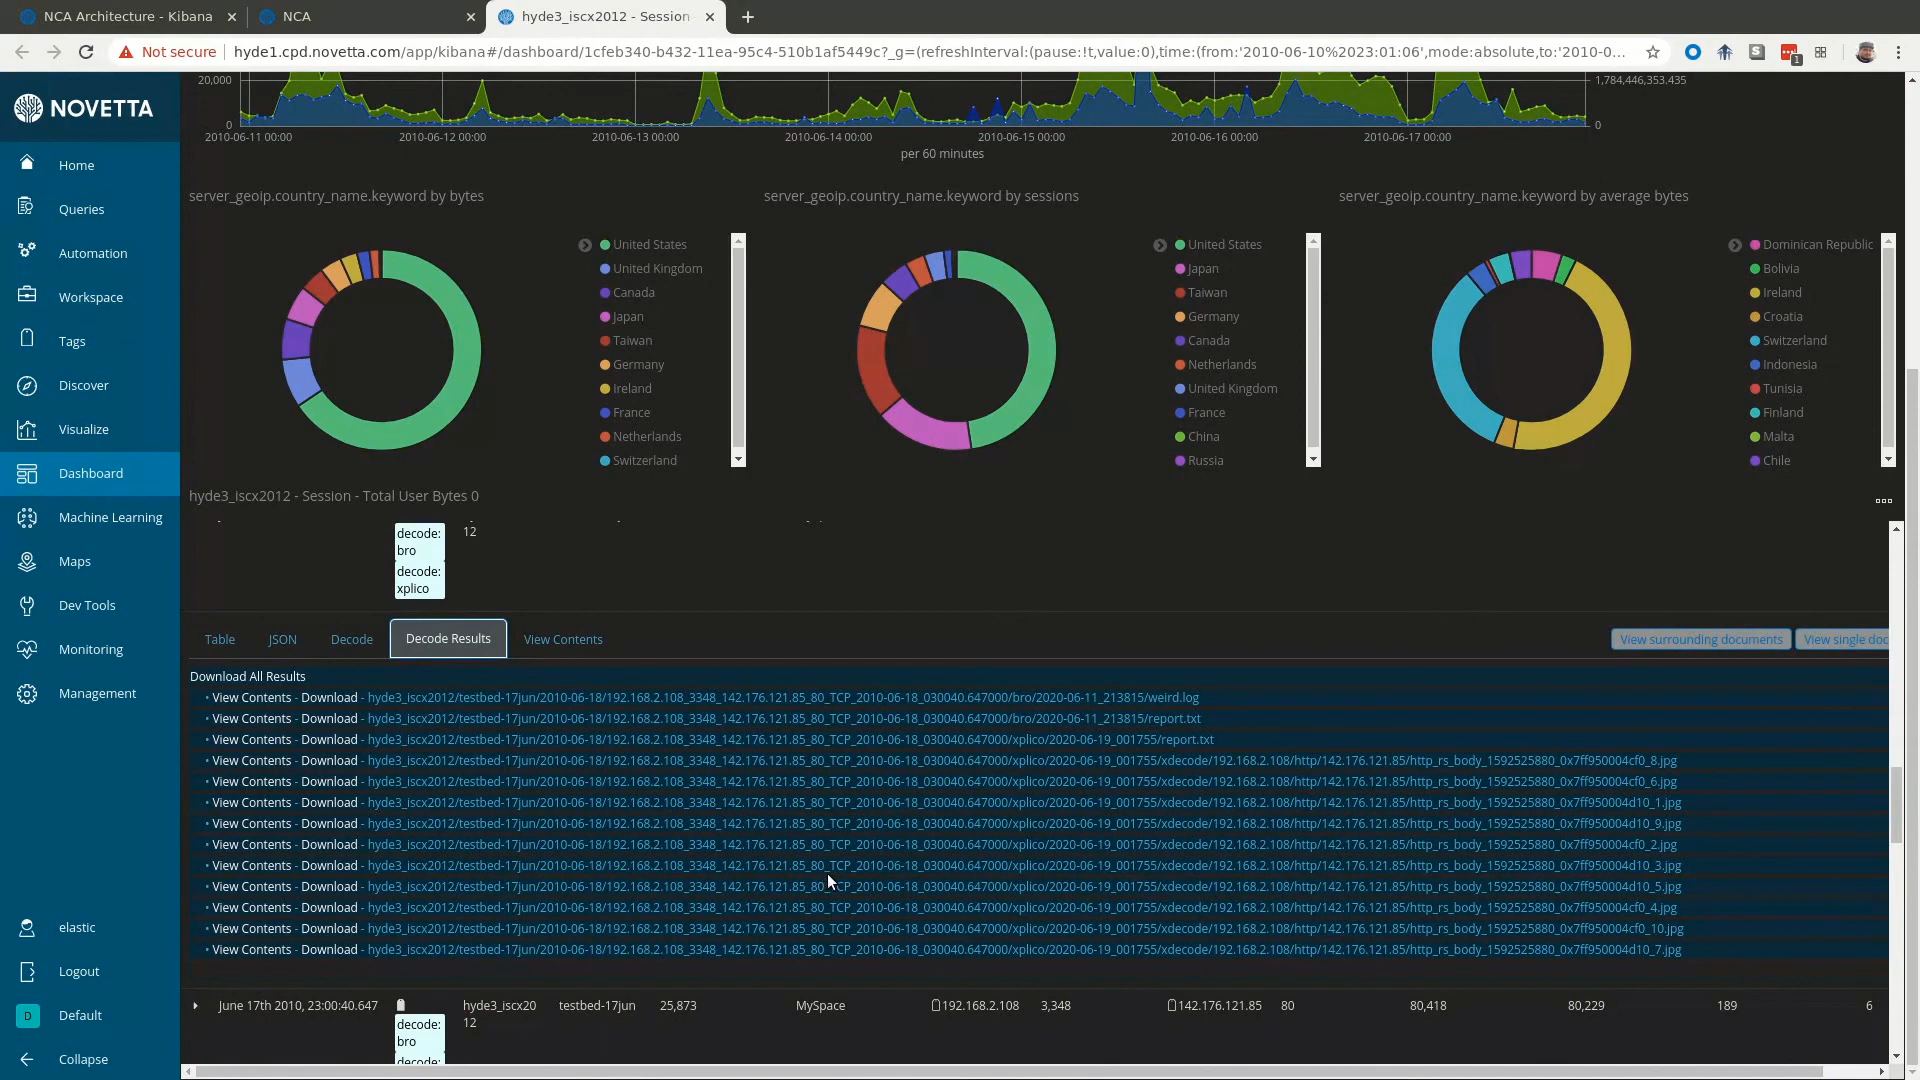 NCA Architecture - Kibana
NCA
hyde3_iscx2012 - Session
Not secure
hyde1.cpd.novetta.com/app/kibana#/dashboard/1cfeb340-b432-11ea-95c4-510b1af5449c?_g=(refreshInterval:(pause:!t,value:0),time:(from:'2010-06-10%2023:01:06',mode:absolute,to:'2010-0...
1
NOVETTA
Home
Queries
Automation
Workspace
Tags
Discover
Visualize
Dashboard
Machine Learning
Maps
Dev Tools
Monitoring
Management
elastic
Logout
D Default
Collapse
20,000
0
1,784,446,353,435
0
2010-06-11 00:00 2010-06-12 00:00 2010-06-13 00:00 2010-06-14 00:00 2010-06-15 00:00 2010-06-16 00:00 2010-06-17 00:00
per 60 minutes
server_geoip.country_name.keyword by bytes
United States
United Kingdom
Canada
Japan
Taiwan
Germany
Ireland
France
Netherlands
Switzerland
server_geoip.country_name.keyword by sessions
United States
Japan
Taiwan
Germany
Canada
Netherlands
United Kingdom
France
China
Russia
server_geoip.country_name.keyword by average bytes
Dominican Republic
Bolivia
Ireland
Croatia
Switzerland
Indonesia
Tunisia
Finland
Malta
Chile
hyde3_iscx2012 - Session - Total User Bytes 0
decode:
bro
decode:
xplico
12
Table JSON Decode Decode Results View Contents
View surrounding documents View single doc
Download All Results
• View Contents - Download - hyde3_iscx2012/testbed-17jun/2010-06-18/192.168.2.108_3348_142.176.121.85_80_TCP_2010-06-18_030040.647000/bro/2020-06-11_213815/weird.log
• View Contents - Download - hyde3_iscx2012/testbed-17jun/2010-06-18/192.168.2.108_3348_142.176.121.85_80_TCP_2010-06-18_030040.647000/bro/2020-06-11_213815/report.txt
• View Contents - Download - hyde3_iscx2012/testbed-17jun/2010-06-18/192.168.2.108_3348_142.176.121.85_80_TCP_2010-06-18_030040.647000/xplico/2020-06-19_001755/report.txt
• View Contents - Download - hyde3_iscx2012/testbed-17jun/2010-06-18/192.168.2.108_3348_142.176.121.85_80_TCP_2010-06-18_030040.647000/xplico/2020-06-19_001755/xdecode/192.168.2.108/http/142.176.121.85/http_rs_body_1592525880_0x7ff950004cf0_8.jpg
• View Contents - Download - hyde3_iscx2012/testbed-17jun/2010-06-18/192.168.2.108_3348_142.176.121.85_80_TCP_2010-06-18_030040.647000/xplico/2020-06-19_001755/xdecode/192.168.2.108/http/142.176.121.85/http_rs_body_1592525880_0x7ff950004cf0_6.jpg
• View Contents - Download - hyde3_iscx2012/testbed-17jun/2010-06-18/192.168.2.108_3348_142.176.121.85_80_TCP_2010-06-18_030040.647000/xplico/2020-06-19_001755/xdecode/192.168.2.108/http/142.176.121.85/http_rs_body_1592525880_0x7ff950004d10_1.jpg
• View Contents - Download - hyde3_iscx2012/testbed-17jun/2010-06-18/192.168.2.108_3348_142.176.121.85_80_TCP_2010-06-18_030040.647000/xplico/2020-06-19_001755/xdecode/192.168.2.108/http/142.176.121.85/http_rs_body_1592525880_0x7ff950004d10_9.jpg
• View Contents - Download - hyde3_iscx2012/testbed-17jun/2010-06-18/192.168.2.108_3348_142.176.121.85_80_TCP_2010-06-18_030040.647000/xplico/2020-06-19_001755/xdecode/192.168.2.108/http/142.176.121.85/http_rs_body_1592525880_0x7ff950004cf0_2.jpg
• View Contents - Download - hyde3_iscx2012/testbed-17jun/2010-06-18/192.168.2.108_3348_142.176.121.85_80_TCP_2010-06-18_030040.647000/xplico/2020-06-19_001755/xdecode/192.168.2.108/http/142.176.121.85/http_rs_body_1592525880_0x7ff950004d10_3.jpg
• View Contents - Download - hyde3_iscx2012/testbed-17jun/2010-06-18/192.168.2.108_3348_142.176.121.85_80_TCP_2010-06-18_030040.647000/xplico/2020-06-19_001755/xdecode/192.168.2.108/http/142.176.121.85/http_rs_body_1592525880_0x7ff950004d10_5.jpg
• View Contents - Download - hyde3_iscx2012/testbed-17jun/2010-06-18/192.168.2.108_3348_142.176.121.85_80_TCP_2010-06-18_030040.647000/xplico/2020-06-19_001755/xdecode/192.168.2.108/http/142.176.121.85/http_rs_body_1592525880_0x7ff950004cf0_4.jpg
• View Contents - Download - hyde3_iscx2012/testbed-17jun/2010-06-18/192.168.2.108_3348_142.176.121.85_80_TCP_2010-06-18_030040.647000/xplico/2020-06-19_001755/xdecode/192.168.2.108/http/142.176.121.85/http_rs_body_1592525880_0x7ff950004cf0_10.jpg
• View Contents - Download - hyde3_iscx2012/testbed-17jun/2010-06-18/192.168.2.108_3348_142.176.121.85_80_TCP_2010-06-18_030040.647000/xplico/2020-06-19_001755/xdecode/192.168.2.108/http/142.176.121.85/http_rs_body_1592525880_0x7ff950004d10_7.jpg
June 17th 2010, 23:00:40.647 hyde3_iscx20 testbed-17jun 25,873 MySpace 192.168.2.108 3,348 142.176.121.85 80 80,418 80,229 189 6
12
decode:
bro
decode: